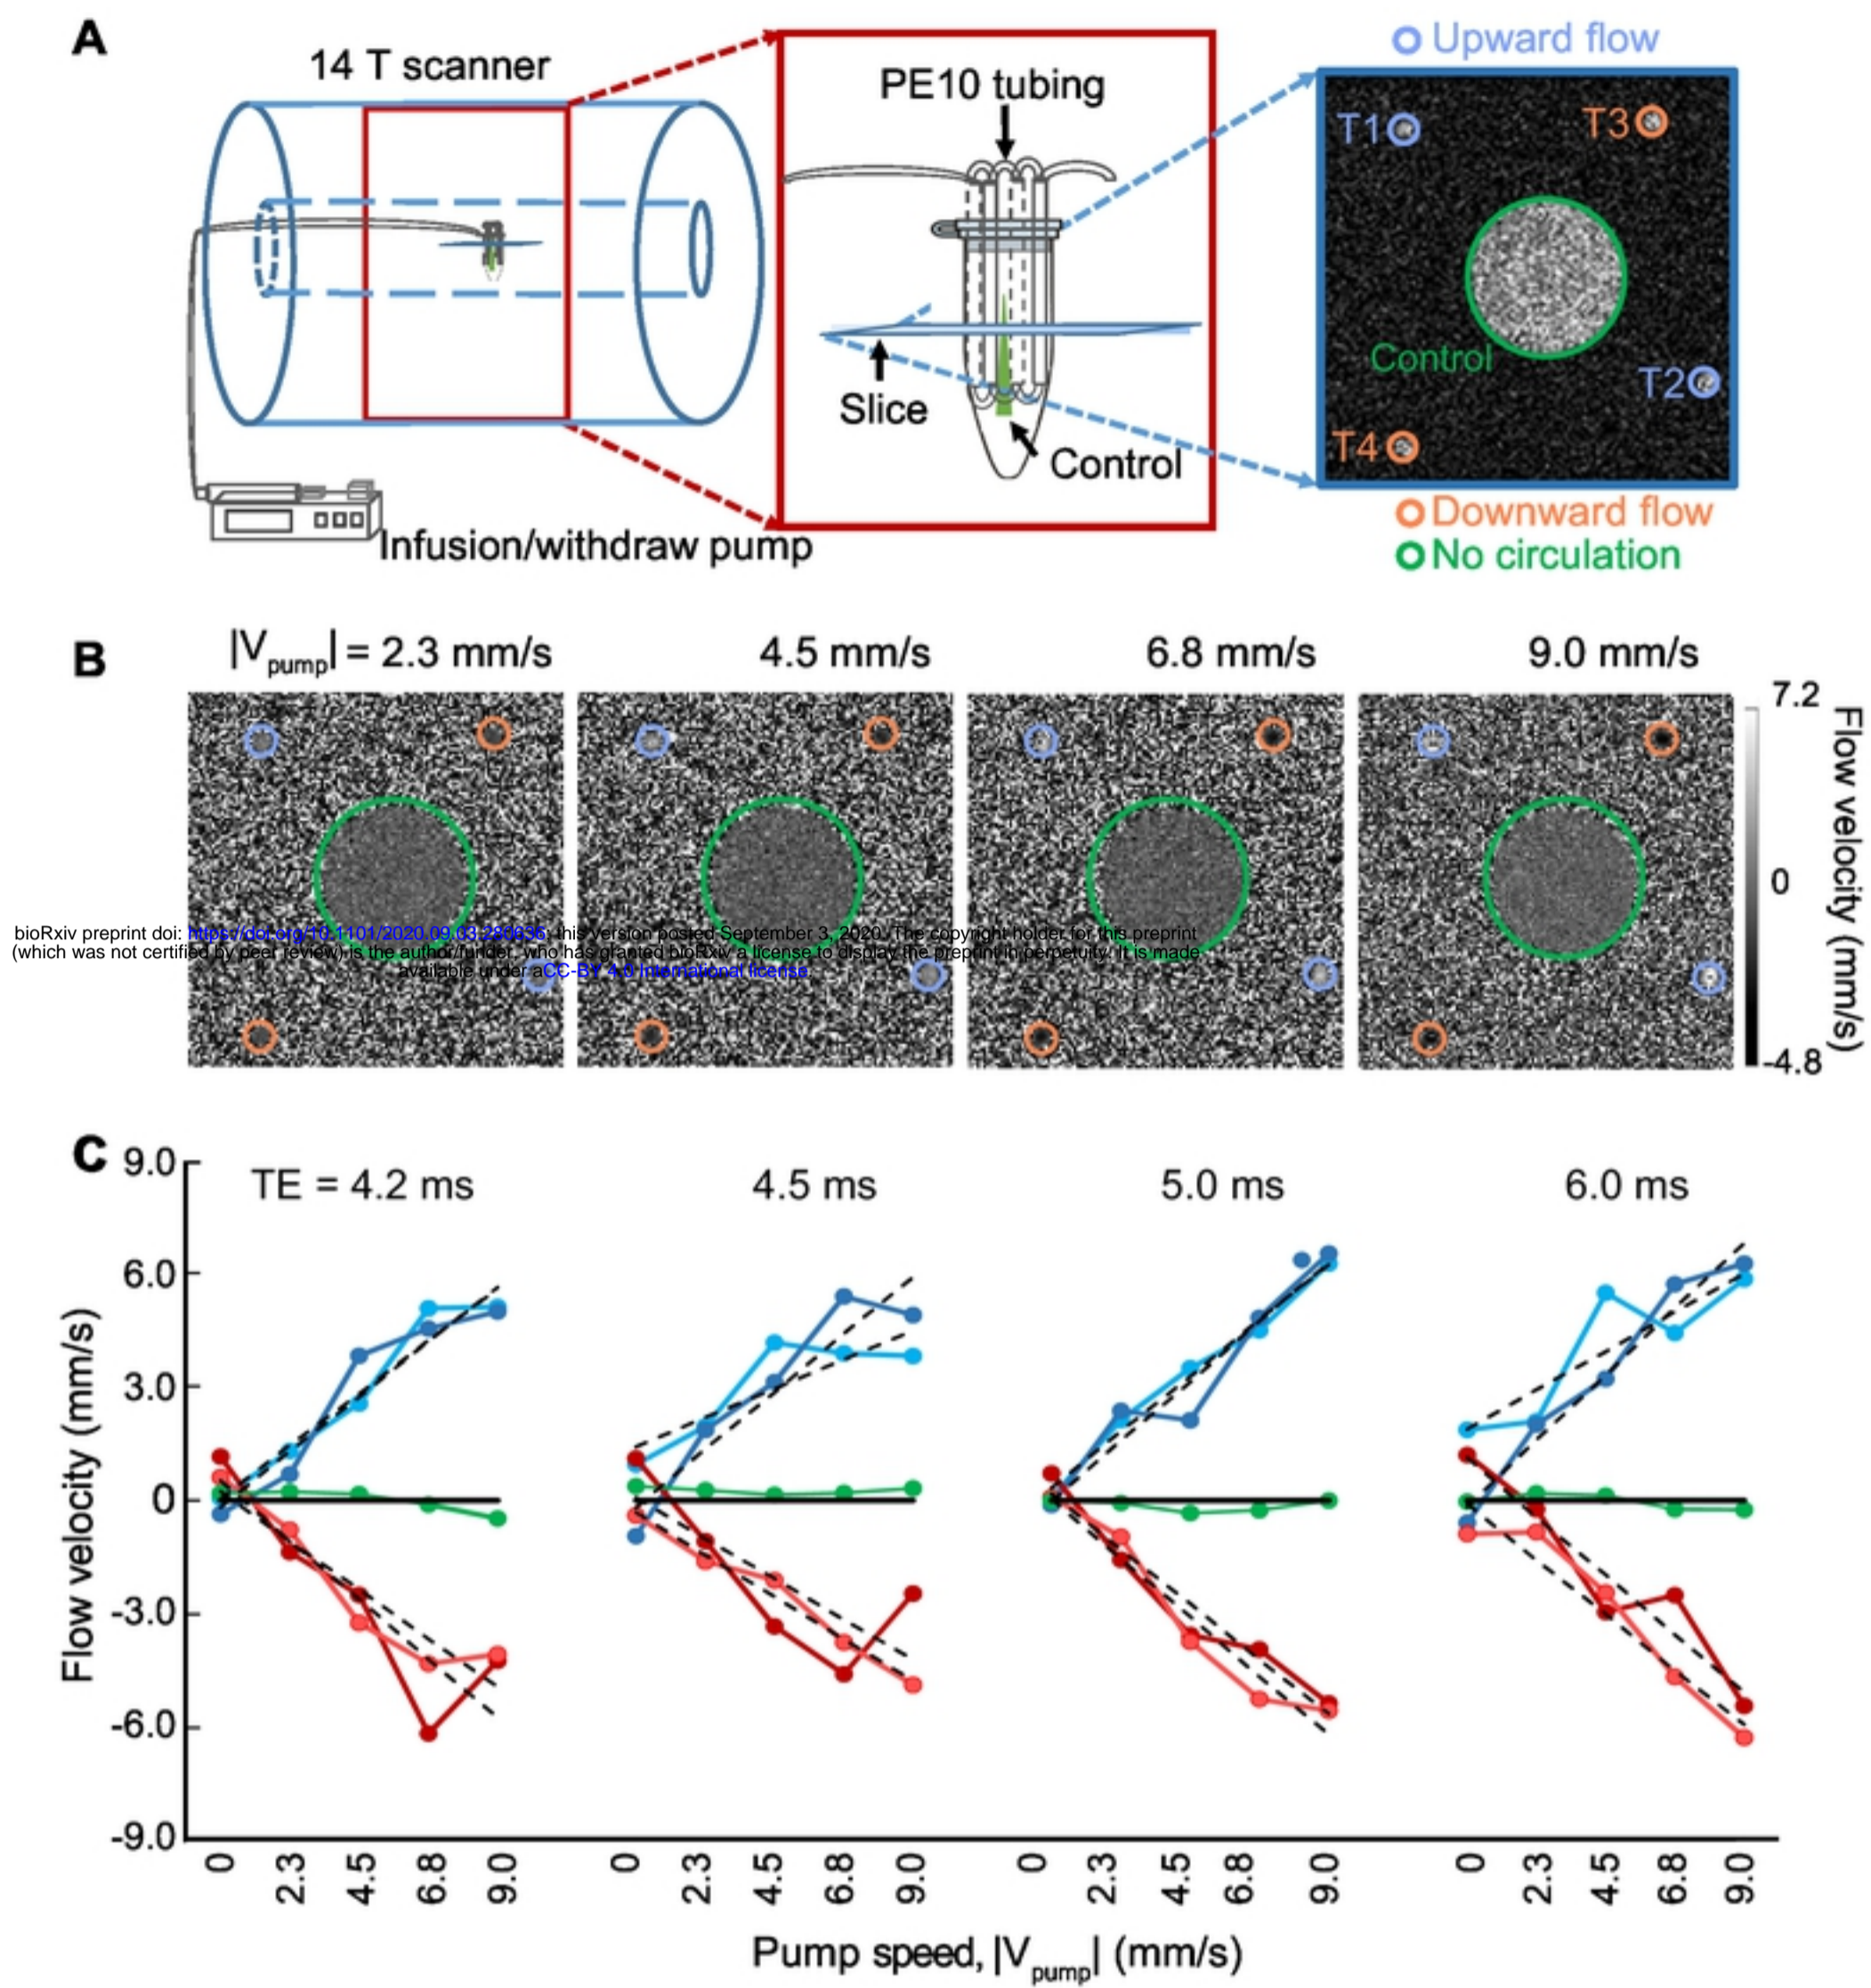 A
14 T scanner
PE10 tubing
Slice
Control
Infusion/withdraw pump
Upward flow
T1
T3
Control
T2
T4
Downward flow
No circulation
B
|Vpump| = 2.3 mm/s
4.5 mm/s
6.8 mm/s
9.0 mm/s
7.2
0
-4.8
Flow velocity (mm/s)
bioRxiv preprint doi: https://doi.org/10.1101/2020.09.03.280636; this version posted September 3, 2020. The copyright holder for this preprint
(which was not certified by peer review) is the author/funder, who has granted bioRxiv a license to display the preprint in perpetuity. It is made
available under aCC-BY 4.0 International license.
C
TE = 4.2 ms
4.5 ms
5.0 ms
6.0 ms
9.0
6.0
3.0
0
-3.0
-6.0
-9.0
Flow velocity (mm/s)
0 2.3 4.5 6.8 9.0
0 2.3 4.5 6.8 9.0
0 2.3 4.5 6.8 9.0
0 2.3 4.5 6.8 9.0
Pump speed, |Vpump| (mm/s)